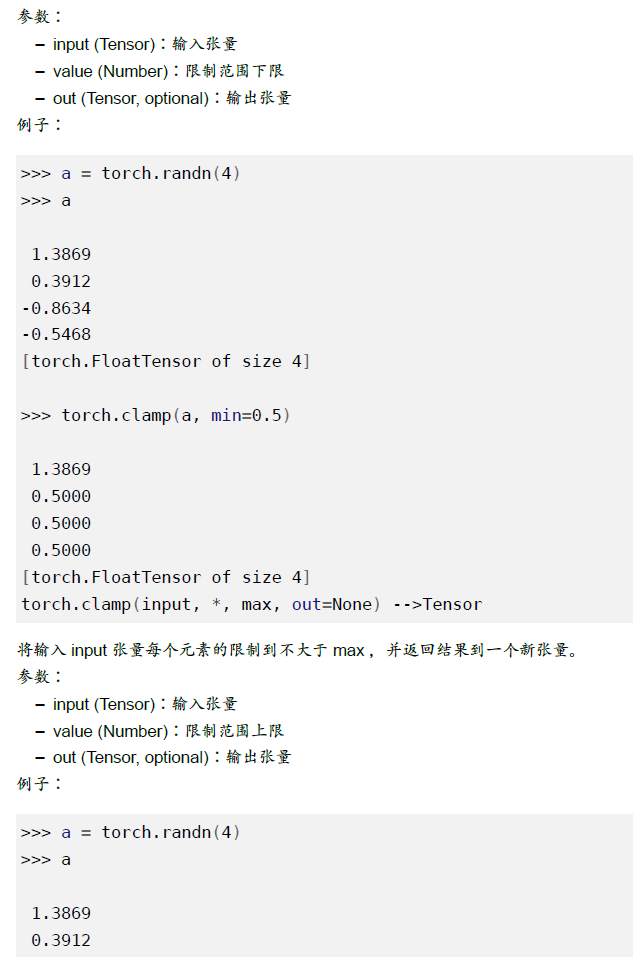 参数：
– input (Tensor)：输入张量
– value (Number)：限制范围下限
– out (Tensor, optional)：输出张量
例子：
>>> a = torch.randn(4)
>>> a
1.3869
0.3912
-0.8634
-0.5468
[torch.FloatTensor of size 4]
>>> torch.clamp(a, min=0.5)
1.3869
0.5000
0.5000
0.5000
[torch.FloatTensor of size 4]
torch.clamp(input, *, max, out=None) -->Tensor
将输入 input 张量每个元素的限制到不大于 max ，并返回结果到一个新张量。
参数：
– input (Tensor)：输入张量
– value (Number)：限制范围上限
– out (Tensor, optional)：输出张量
例子：
>>> a = torch.randn(4)
>>> a
1.3869
0.3912